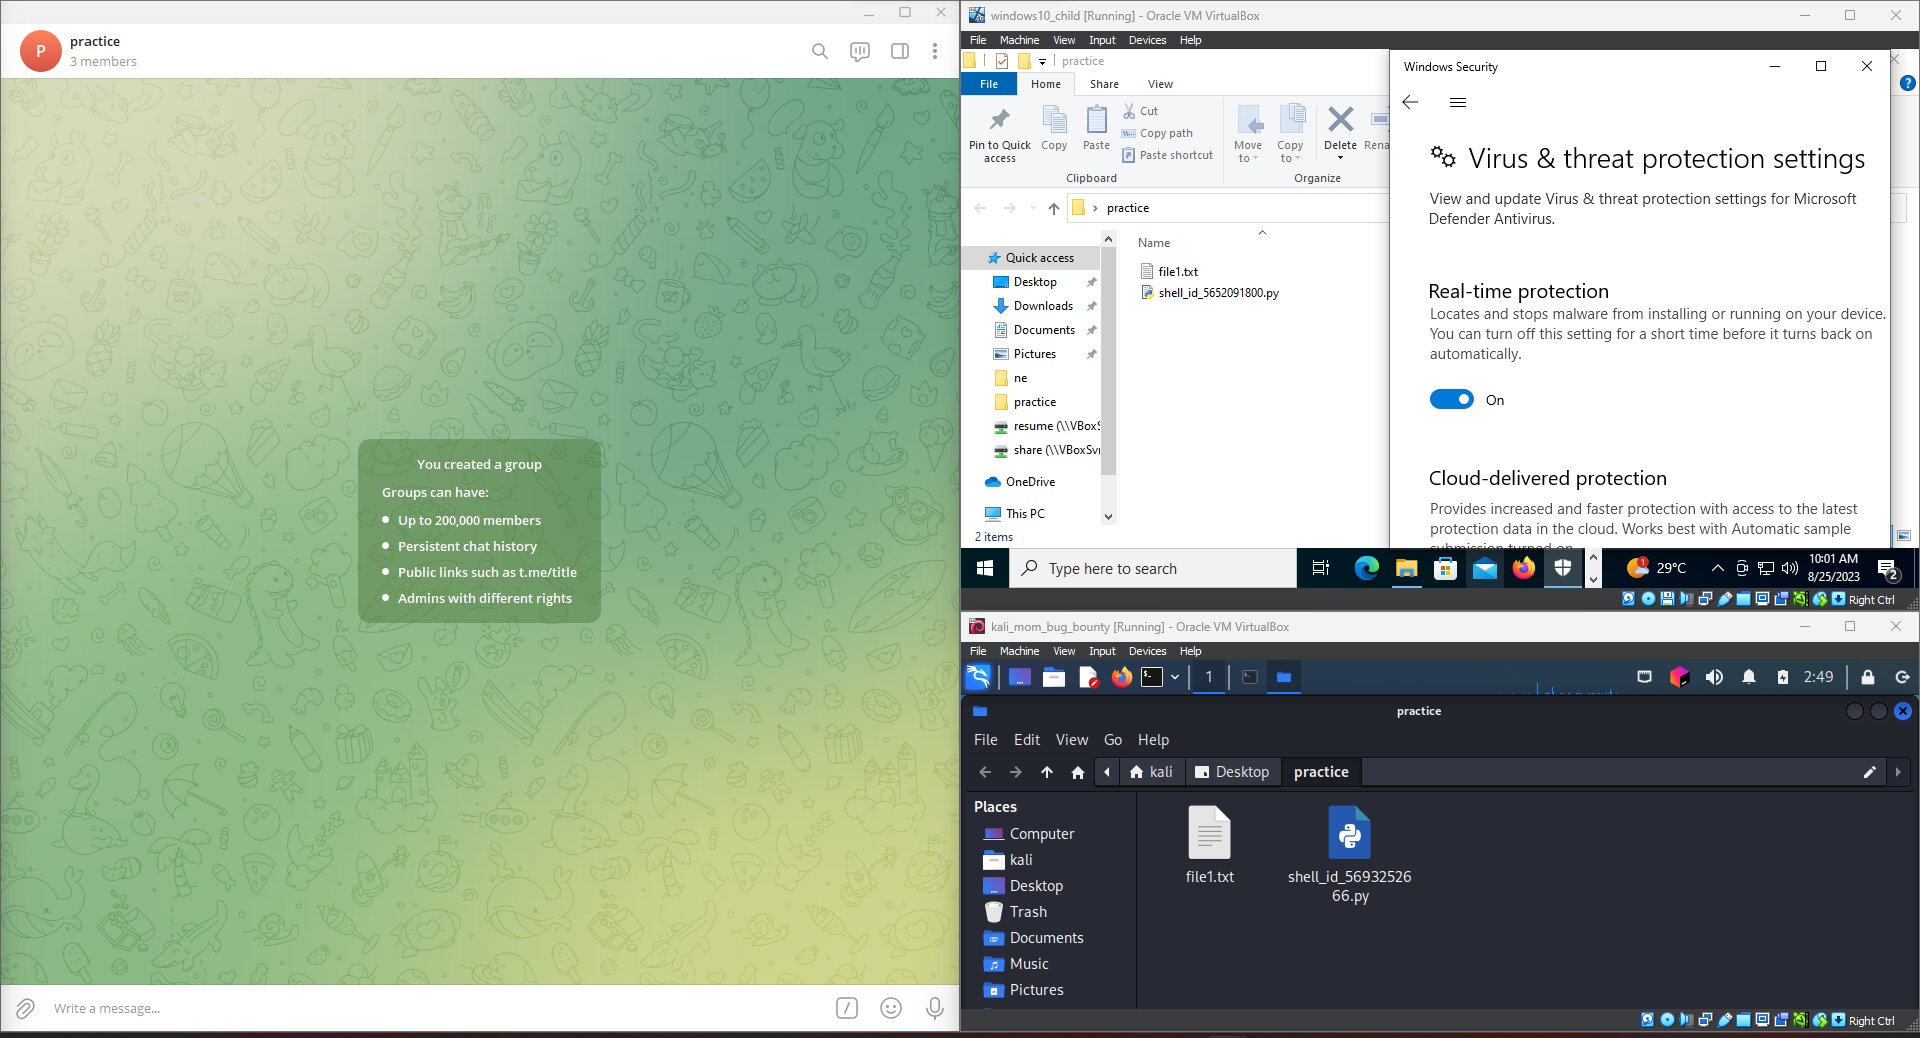 P
practice
3 members
You created a group
Groups can have:
Up to 200,000 members
Persistent chat history
Public links such as t.me/title
Admins with different rights
Write a message...
windows10_child [Running] - Oracle VM VirtualBox
File Machine View Input Devices Help
practice
File Home Share View
Pin to Quick access
Copy
Paste
Cut
Copy path
Paste shortcut
Clipboard
Move to
Copy to
Delete
Rena
Organize
practice
Name
Quick access
Desktop
Downloads
Documents
Pictures
ne
practice
resume (\\VBoxS
share (\\VBoxSvr
OneDrive
This PC
file1.txt
shell_id_5652091800.py
2 items
Windows Security
Virus & threat protection settings
View and update Virus & threat protection settings for Microsoft
Defender Antivirus.
Real-time protection
Locates and stops malware from installing or running on your device.
You can turn off this setting for a short time before it turns back on
automatically.
On
Cloud-delivered protection
Provides increased and faster protection with access to the latest
protection data in the cloud. Works best with Automatic sample
submission turned on.
Type here to search
1
29°C
10:01 AM
8/25/2023
2
Right Ctrl
kali_mom_bug_bounty [Running] - Oracle VM VirtualBox
File Machine View Input Devices Help
1
2:49
practice
File Edit View Go Help
kali Desktop practice
Places
Computer
kali
Desktop
Trash
Documents
Music
Pictures
file1.txt
shell_id_56932526
66.py
Right Ctrl